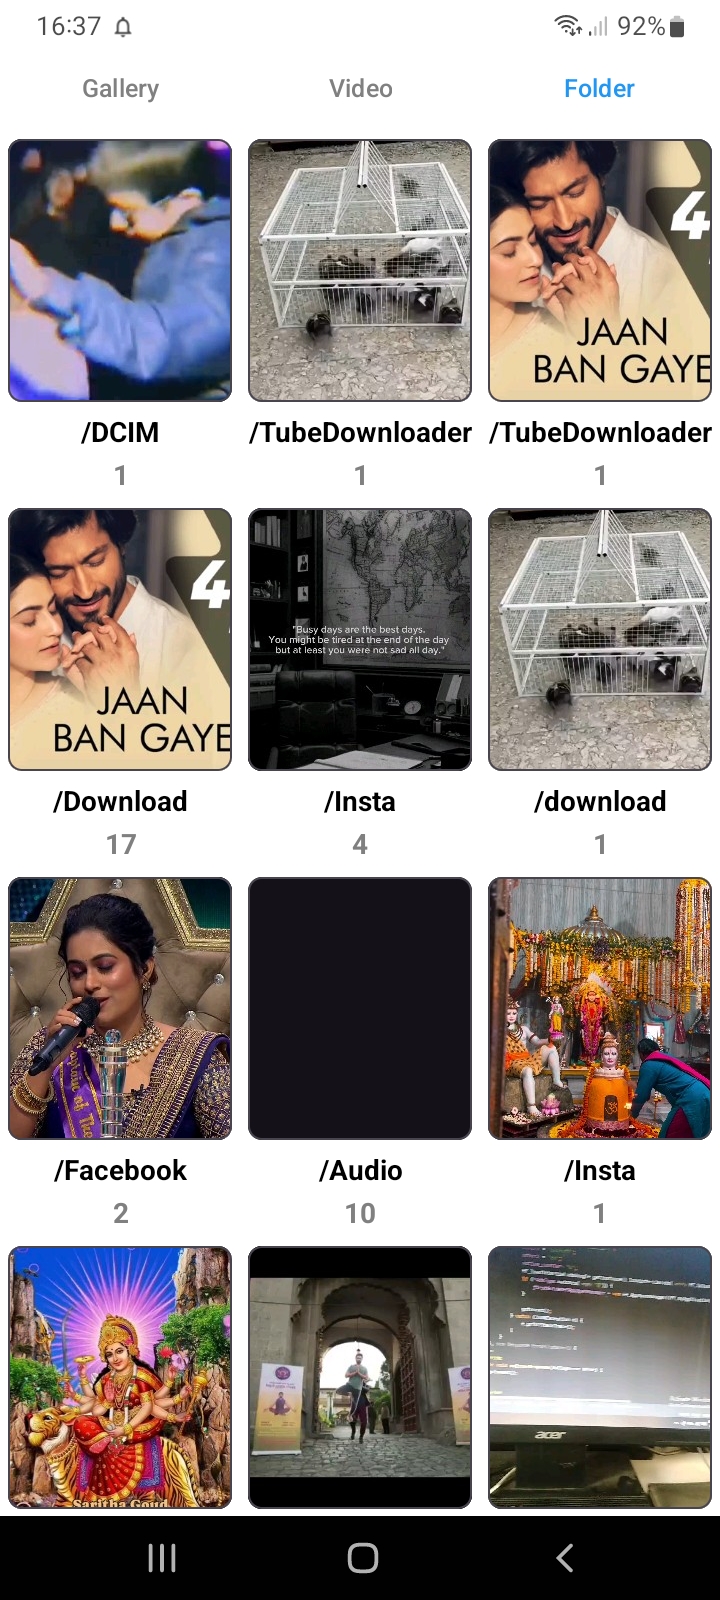 16:37 92%
Gallery Video Folder
4
JAAN
BAN GAYE
/DCIM /TubeDownloader /TubeDownloader
1 1 1
4
JAAN
BAN GAYE
"Busy days are the best days.
You might be tired at the end of the day
but at least you were not sad all day."
/Download /Insta /download
17 4 1
/Facebook /Audio /Insta
2 10 1
Saritha Goud
acer